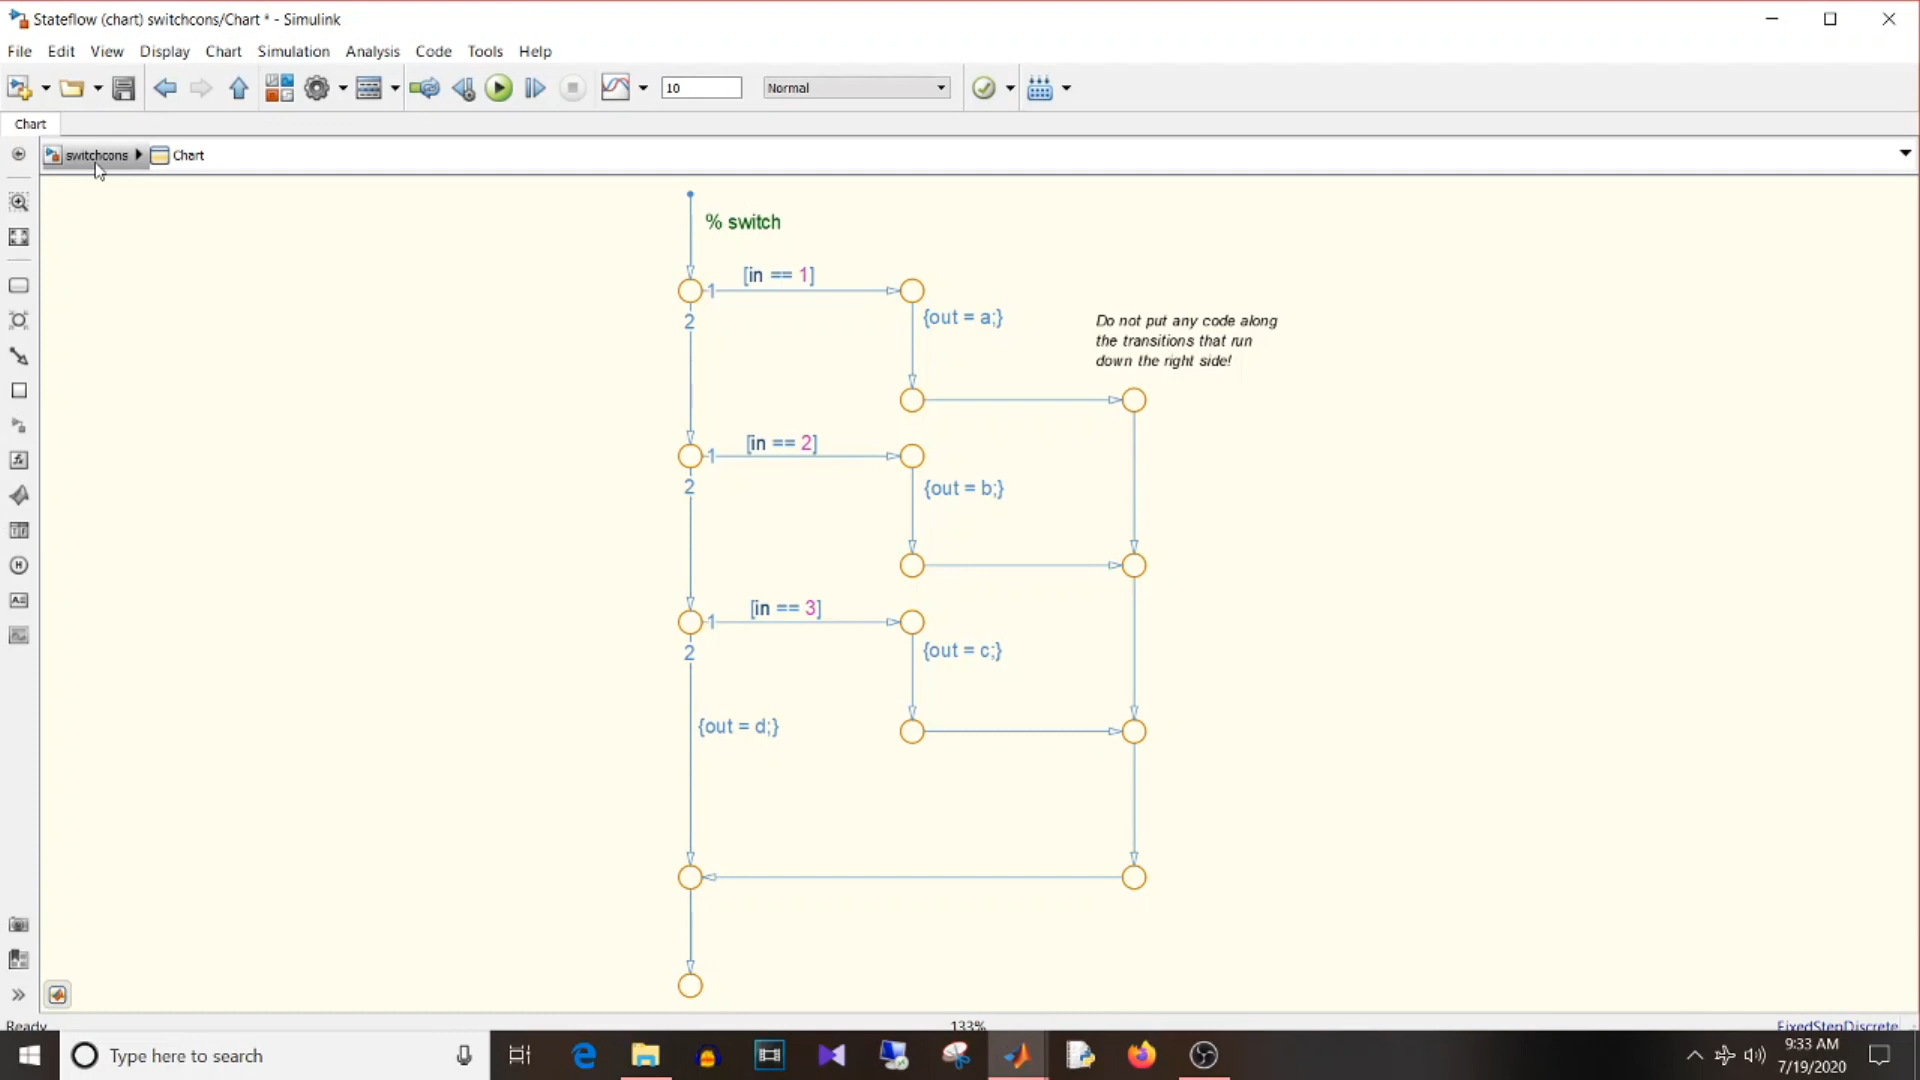 Stateflow (chart) switchcons/Chart * - Simulink
File Edit View Display Chart Simulation Analysis Code Tools Help
10 Normal
Chart
switchcons Chart
% switch
[in == 1]
1
2
{out = a;}
Do not put any code along
the transitions that run
down the right side!
[in == 2]
1
2
{out = b;}
[in == 3]
1
2
{out = c;}
{out = d;}
Ready 133% FixedStepDiscrete
Type here to search
9:33 AM
7/19/2020